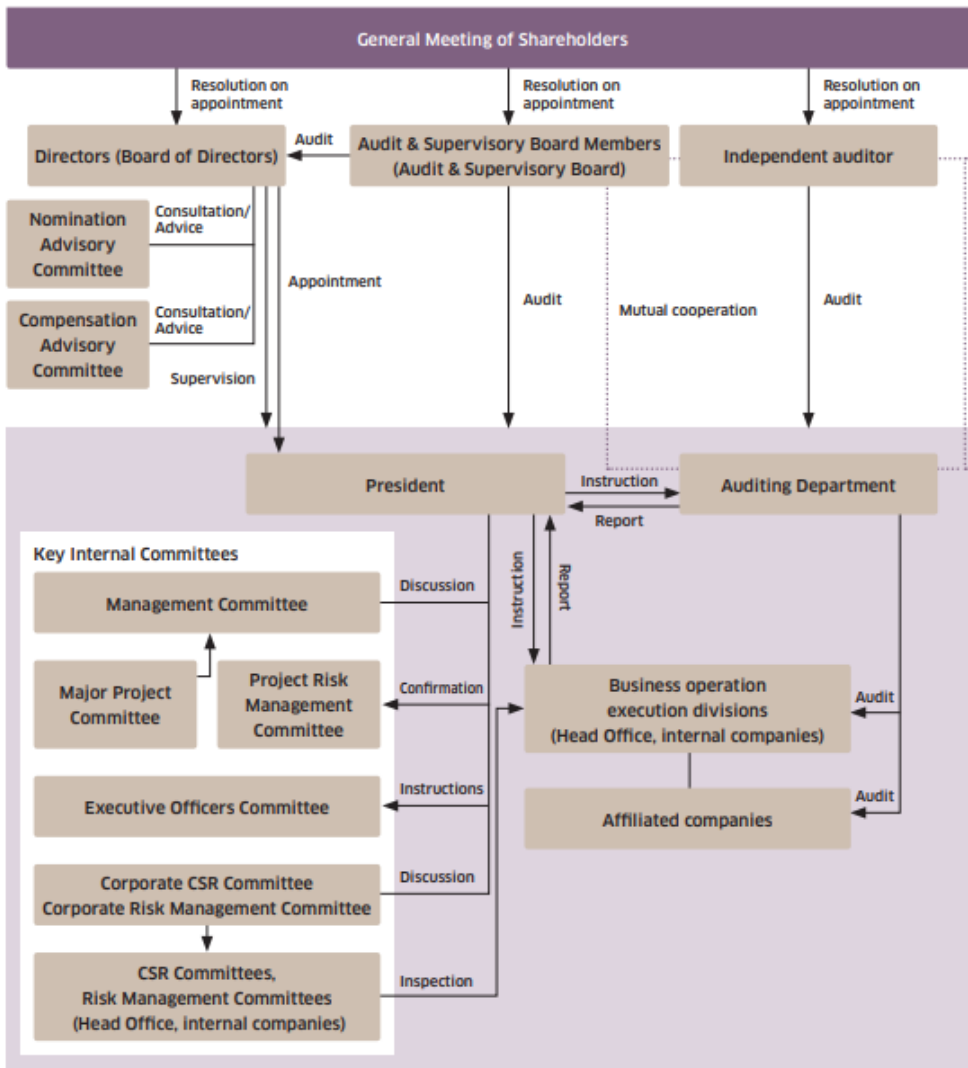 General Meeting of Shareholders
Resolution on
appointment
Resolution on
appointment
Resolution on
appointment
Directors (Board of Directors)
Audit
Audit & Supervisory Board Members
(Audit & Supervisory Board)
Independent auditor
Nomination
Advisory
Committee
Consultation/
Advice
Appointment
Compensation
Advisory
Committee
Consultation/
Advice
Supervision
Audit
Mutual cooperation
Audit
President
Instruction
Report
Auditing Department
Key Internal Committees
Management Committee
Discussion
Instruction
Report
Major Project
Committee
Project Risk
Management
Committee
Confirmation
Business operation
execution divisions
(Head Office, internal companies)
Audit
Executive Officers Committee
Instructions
Affiliated companies
Audit
Corporate CSR Committee
Corporate Risk Management Committee
Discussion
CSR Committees,
Risk Management Committees
(Head Office, internal companies)
Inspection